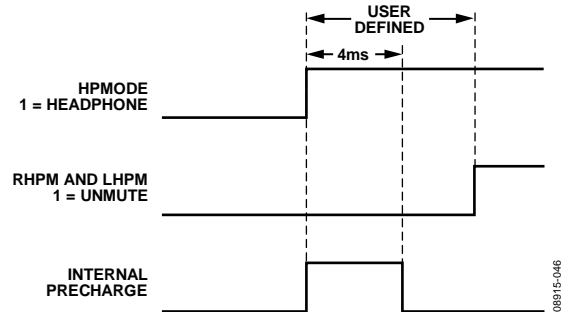 USER
DEFINED
4ms
HPMODE
1 = HEADPHONE
RHPM AND LHPM
1 = UNMUTE
INTERNAL
PRECHARGE
08915-046